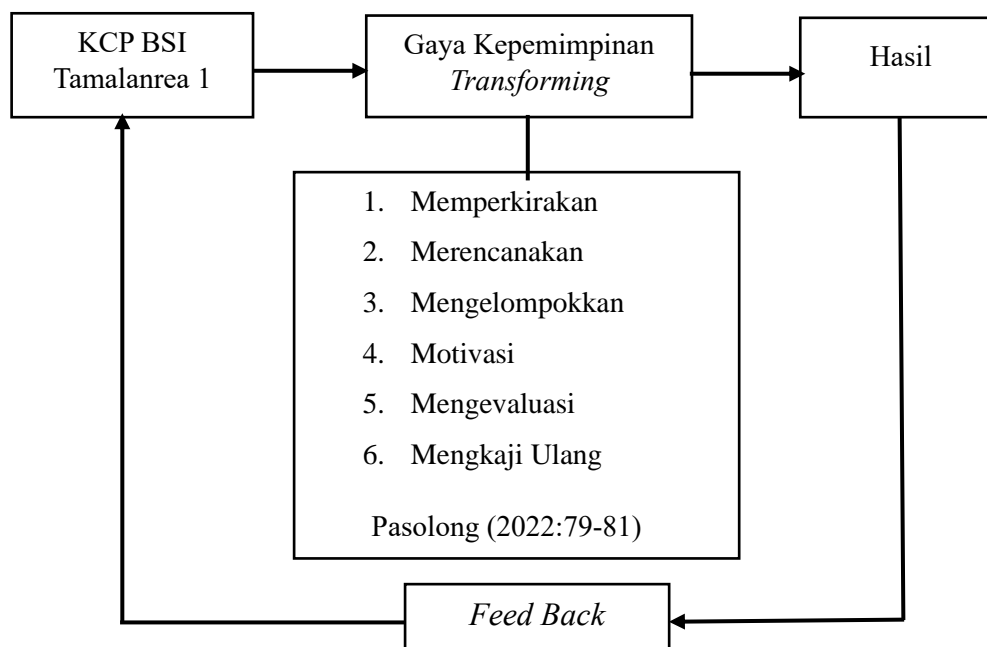 KCP BSI
Tamalanrea 1
Gaya Kepemimpinan
Transforming
Hasil
1. Memperkirakan
2. Merencanakan
3. Mengelompokkan
4. Motivasi
5. Mengevaluasi
6. Mengkaji Ulang
Pasolong (2022:79-81)
Feed Back